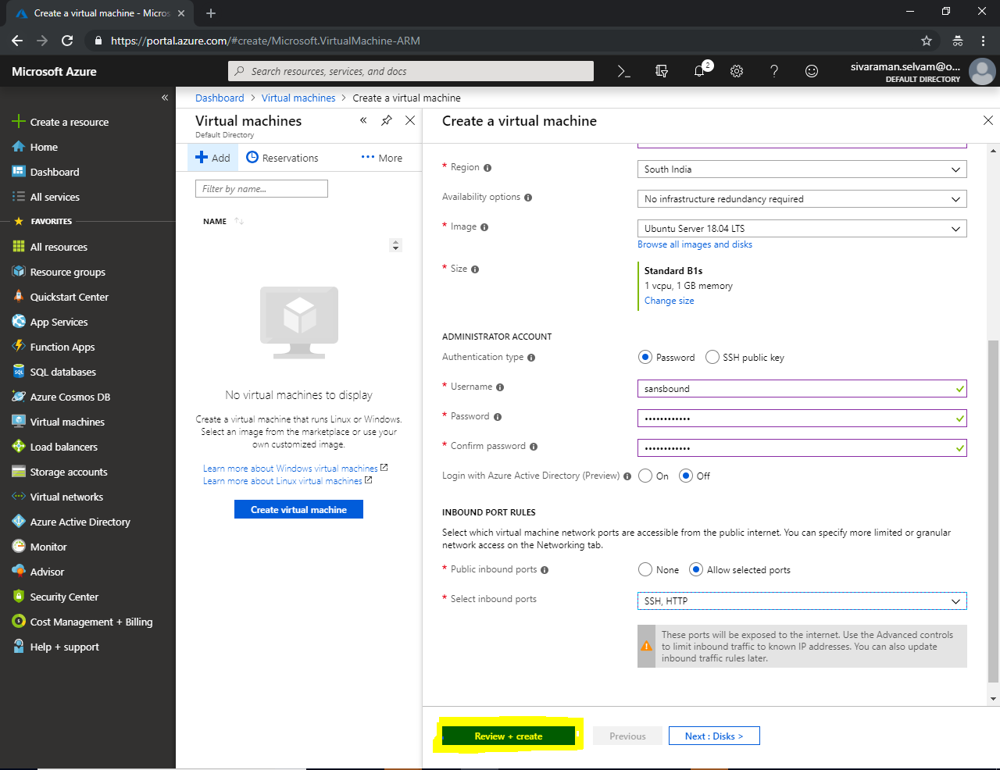 Create a virtual machine - Micros
https://portal.azure.com/#create/Microsoft.VirtualMachine-ARM
Microsoft Azure
Search resources, services, and docs
2
sivaraman.selvam@o...
DEFAULT DIRECTORY
Create a resource
Home
Dashboard
All services
FAVORITES
All resources
Resource groups
Quickstart Center
App Services
Function Apps
SQL databases
Azure Cosmos DB
Virtual machines
Load balancers
Storage accounts
Virtual networks
Azure Active Directory
Monitor
Advisor
Security Center
Cost Management + Billing
Help + support
Dashboard > Virtual machines > Create a virtual machine
Virtual machines
Default Directory
Add
Reservations
More
Filter by name...
NAME
No virtual machines to display
Create a virtual machine that runs Linux or Windows.
Select an image from the marketplace or use your
own customized image.
Learn more about Windows virtual machines
Learn more about Linux virtual machines
Create virtual machine
Create a virtual machine
* Region
South India
Availability options
No infrastructure redundancy required
* Image
Ubuntu Server 18.04 LTS
Browse all images and disks
* Size
Standard B1s
1 vcpu, 1 GB memory
Change size
ADMINISTRATOR ACCOUNT
Authentication type
Password
SSH public key
* Username
sansbound
* Password
••••••••••••
* Confirm password
••••••••••••
Login with Azure Active Directory (Preview)
On
Off
INBOUND PORT RULES
Select which virtual machine network ports are accessible from the public internet. You can specify more limited or granular
network access on the Networking tab.
* Public inbound ports
None
Allow selected ports
* Select inbound ports
SSH, HTTP
These ports will be exposed to the internet. Use the Advanced controls
to limit inbound traffic to known IP addresses. You can also update
inbound traffic rules later.
Review + create
Previous
Next : Disks >